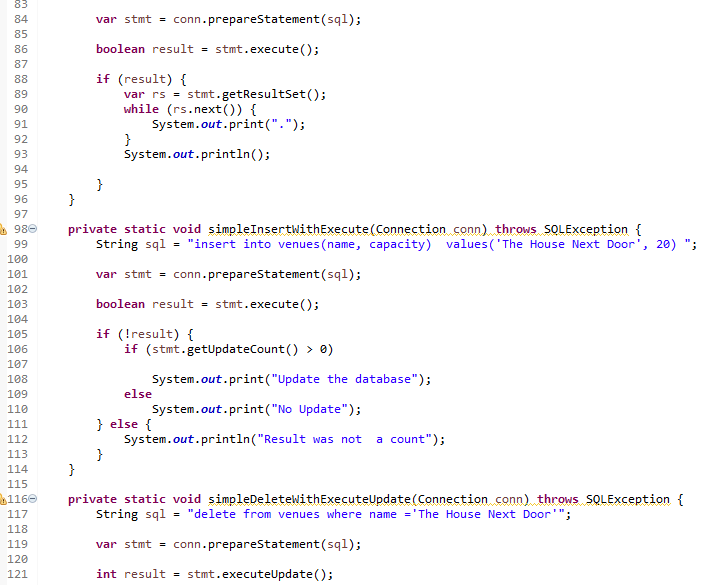 83
84 var stmt = conn.prepareStatement(sql);
85
86 boolean result = stmt.execute();
87
88 if (result) {
89 var rs = stmt.getResultSet();
90 while (rs.next()) {
91 System.out.print(".");
92 }
93 System.out.println();
94
95 }
96 }
97
98 private static void simpleInsertWithExecute(Connection conn) throws SQLException {
99 String sql = "insert into venues(name, capacity)  values('The House Next Door', 20) ";
100
101 var stmt = conn.prepareStatement(sql);
102
103 boolean result = stmt.execute();
104
105 if (!result) {
106 if (stmt.getUpdateCount() > 0)
107
108 System.out.print("Update the database");
109 else
110 System.out.print("No Update");
111 } else {
112 System.out.println("Result was not  a count");
113 }
114 }
115
116 private static void simpleDeleteWithExecuteUpdate(Connection conn) throws SQLException {
117 String sql = "delete from venues where name ='The House Next Door'";
118
119 var stmt = conn.prepareStatement(sql);
120
121 int result = stmt.executeUpdate();